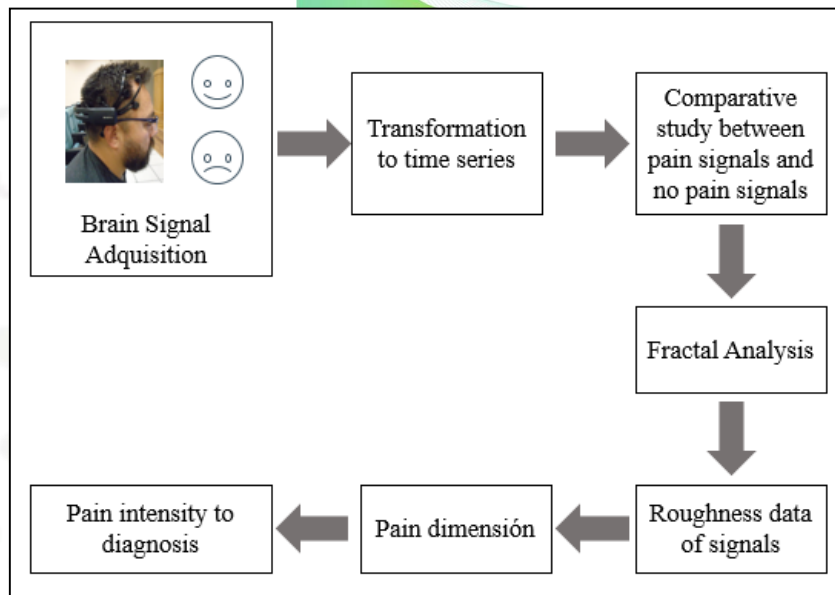 Brain Signal
Adquisition
Transformation
to time series
Comparative
study between
pain signals and
no pain signals
Fractal Analysis
Roughness data
of signals
Pain dimensión
Pain intensity to
diagnosis